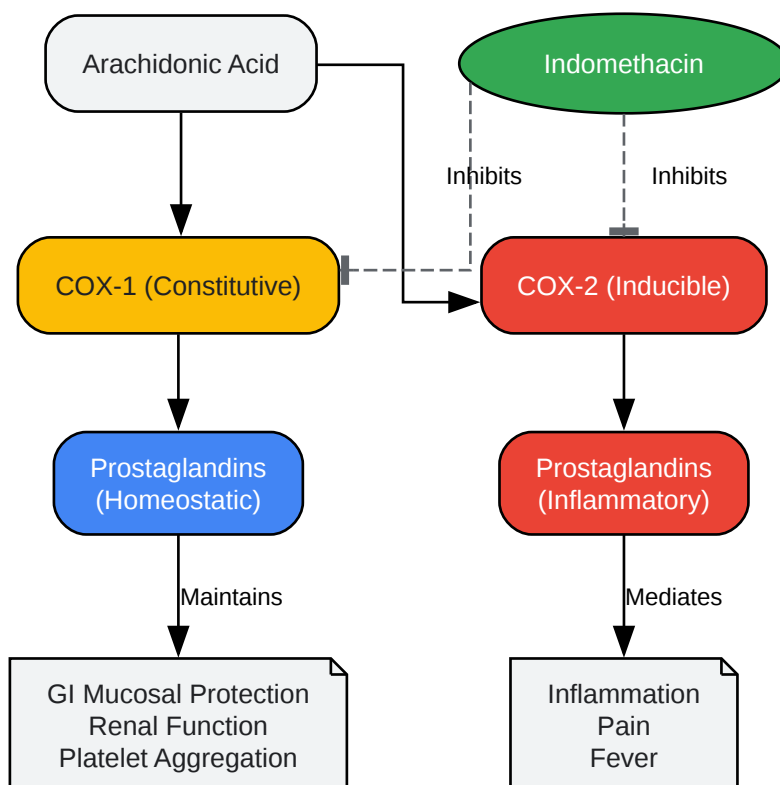 Arachidonic Acid
Indomethacin
Inhibits
Inhibits
COX-1 (Constitutive)
COX-2 (Inducible)
Prostaglandins
(Homeostatic)
Prostaglandins
(Inflammatory)
Maintains
Mediates
GI Mucosal Protection
Renal Function
Platelet Aggregation
Inflammation
Pain
Fever